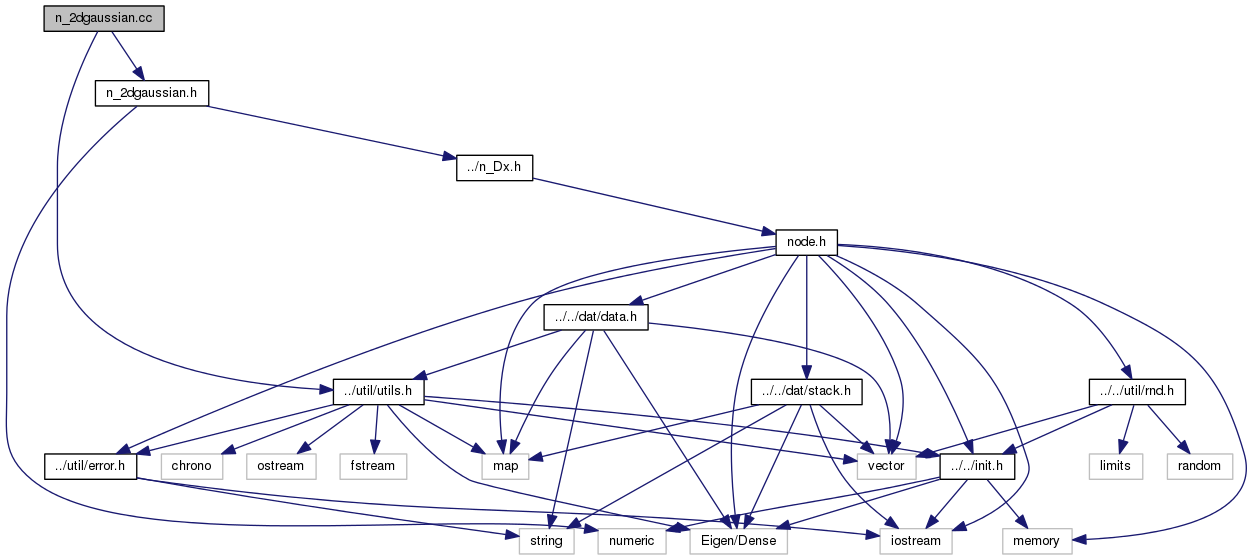 n_2dgaussian.cc
n_2dgaussian.h
../n_Dx.h
node.h
../../dat/data.h
../util/utils.h
../../dat/stack.h
../../util/rnd.h
../util/error.h
chrono
ostream
fstream
map
vector
../../init.h
limits
random
string
numeric
Eigen/Dense
iostream
memory